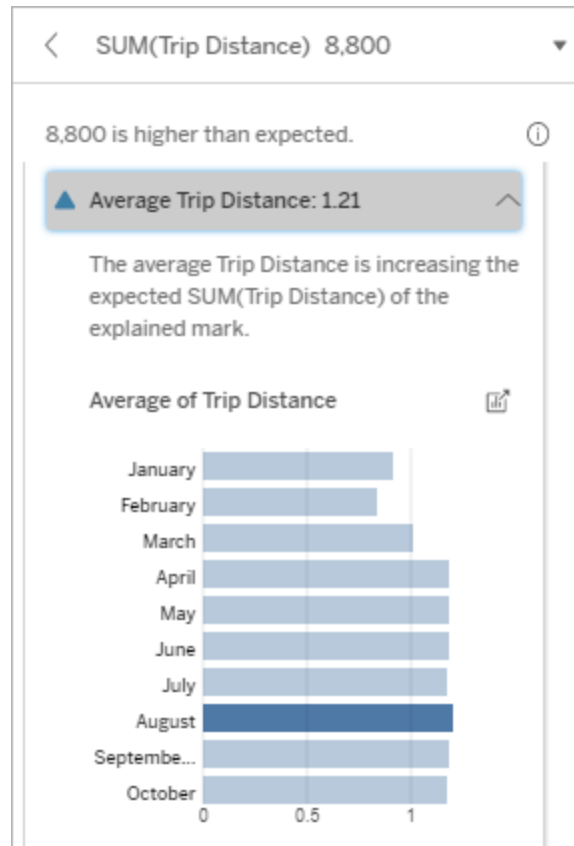 SUM(Trip Distance) 8,800
8,800 is higher than expected.
Average Trip Distance: 1.21
The average Trip Distance is increasing the
expected SUM(Trip Distance) of the
explained mark.
Average of Trip Distance
January
February
March
April
May
June
July
August
Septembe...
October
0 0.5 1